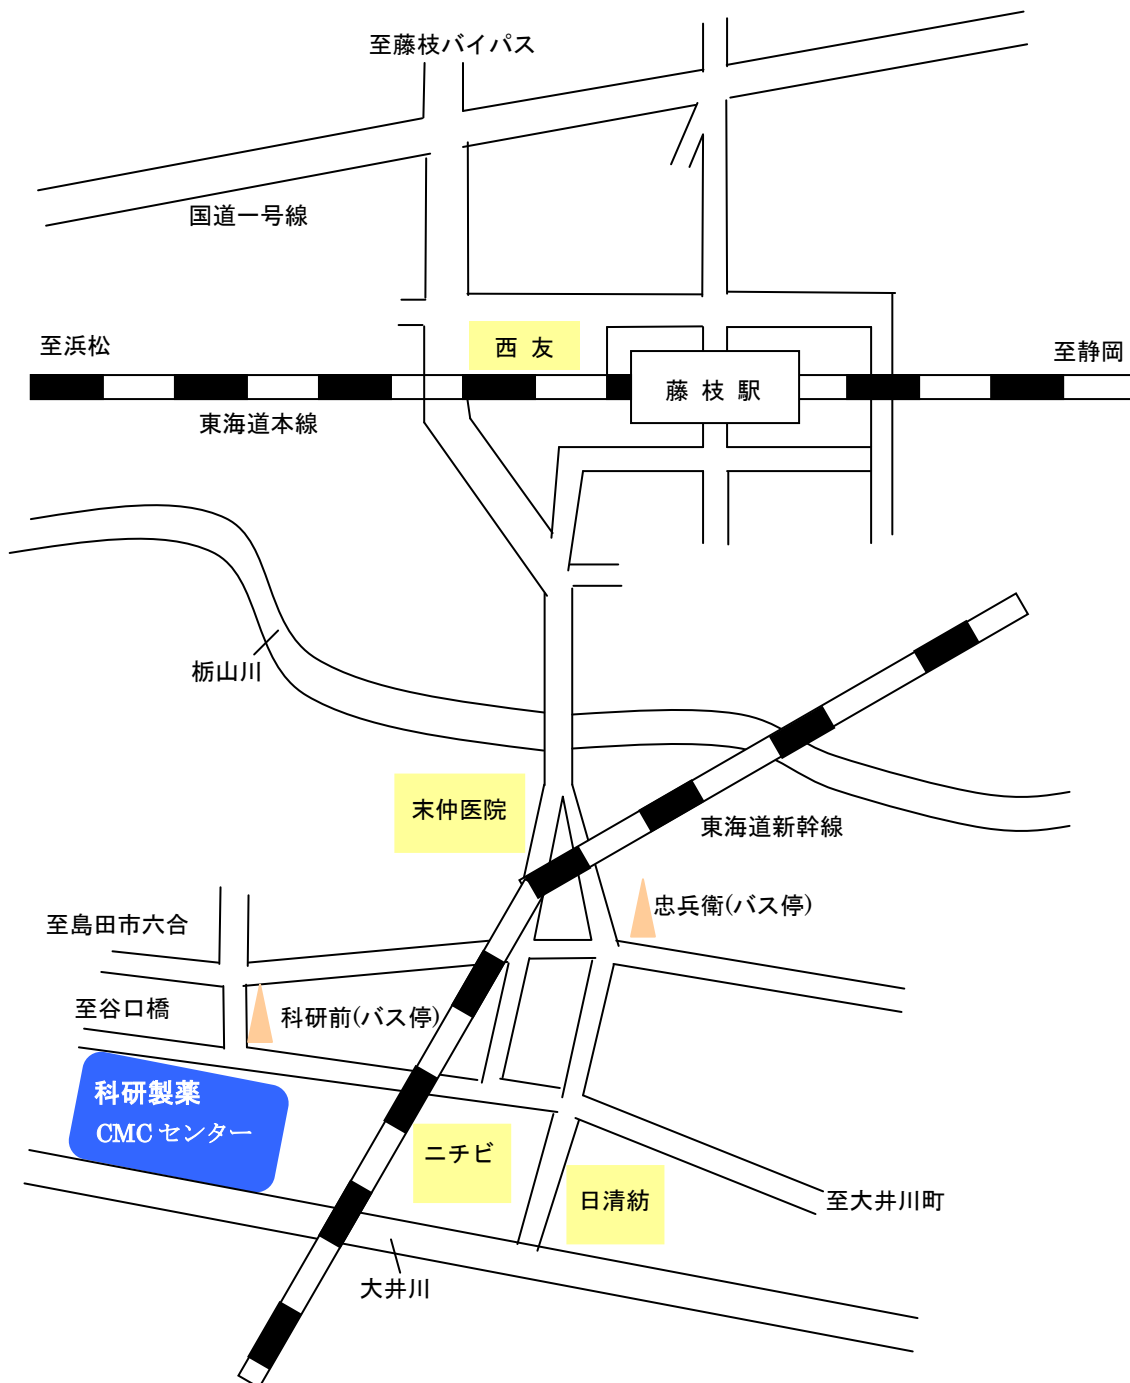 至藤枝バイパス
国道一号線
至浜松
西 友
至静岡
藤 枝 駅
東海道本線
栃山川
末仲医院
東海道新幹線
忠兵衛(バス停)
至島田市六合
至谷口橋
科研前(バス停)
科研製薬
CMC センター
ニチビ
日清紡
至大井川町
大井川